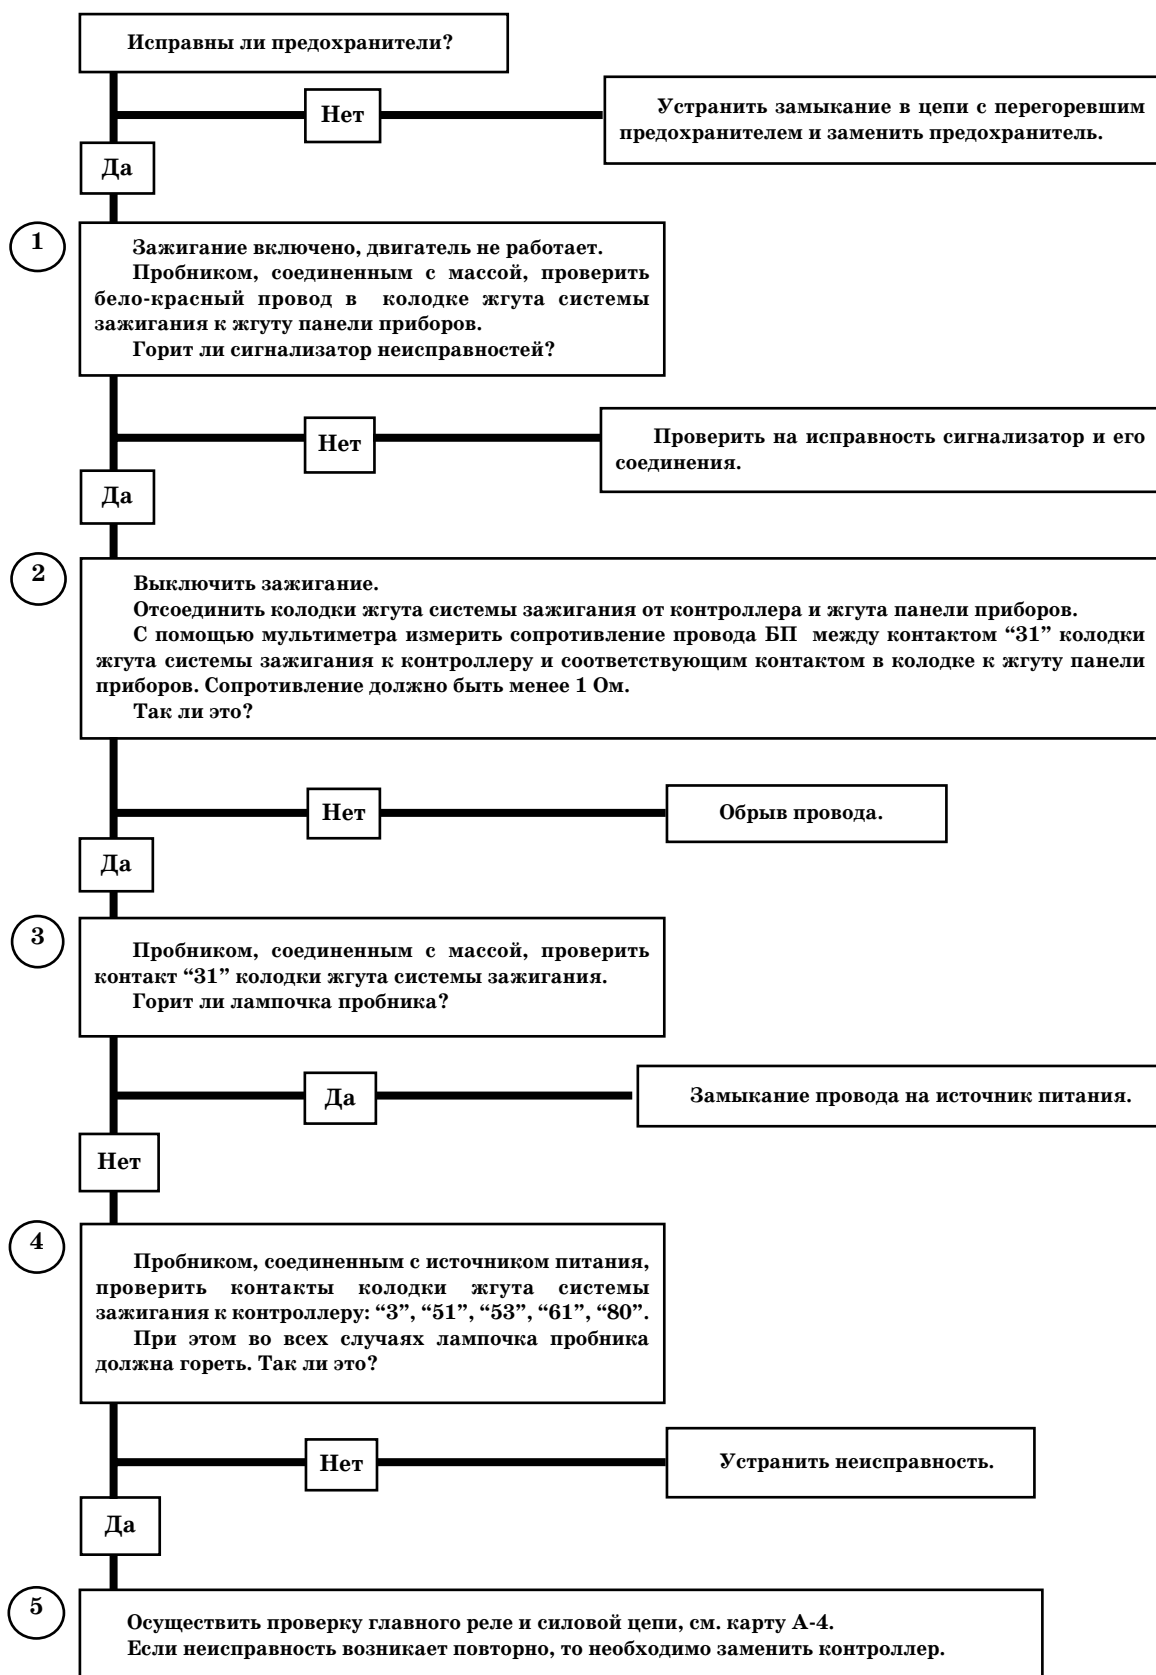 Исправны ли предохранители?
Нет
Устранить замыкание в цепи с перегоревшим
предохранителем и заменить предохранитель.
Да
1
Зажигание включено, двигатель не работает.
Пробником, соединенным с массой, проверить
бело-красный провод в колодке жгута системы
зажигания к жгуту панели приборов.
Горит ли сигнализатор неисправностей?
Нет
Проверить на исправность сигнализатор и его
соединения.
Да
2
Выключить зажигание.
Отсоединить колодки жгута системы зажигания от контроллера и жгута панели приборов.
С помощью мультиметра измерить сопротивление провода БП между контактом “31” колодки
жгута системы зажигания к контроллеру и соответствующим контактом в колодке к жгуту панели
приборов. Сопротивление должно быть менее 1 Ом.
Так ли это?
Нет
Обрыв провода.
Да
3
Пробником, соединенным с массой, проверить
контакт “31” колодки жгута системы зажигания.
Горит ли лампочка пробника?
Да
Замыкание провода на источник питания.
Нет
4
Пробником, соединенным с источником питания,
проверить контакты колодки жгута системы
зажигания к контроллеру: “3”, “51”, “53”, “61”, “80”.
При этом во всех случаях лампочка пробника
должна гореть. Так ли это?
Нет
Устранить неисправность.
Да
5
Осуществить проверку главного реле и силовой цепи, см. карту А-4.
Если неисправность возникает повторно, то необходимо заменить контроллер.